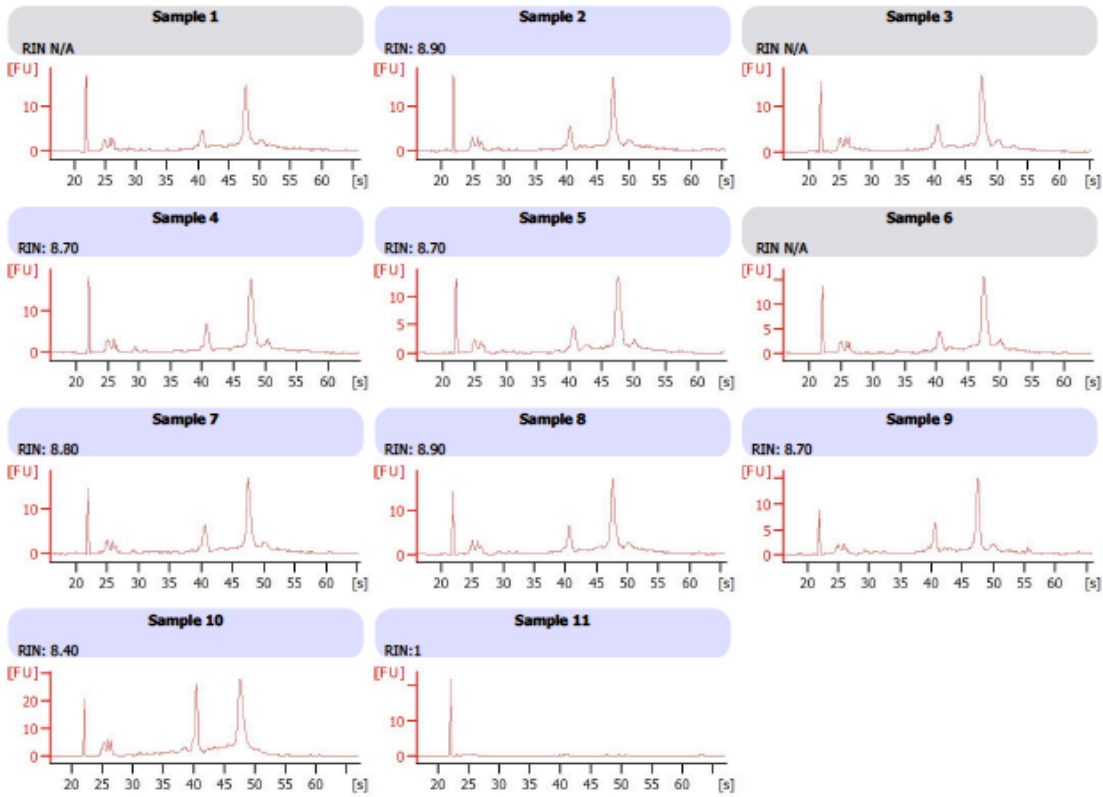 Sample 1
RIN N/A
[FU]
10
0
20 25 30 35 40 45 50 55 60 [s]
Sample 2
RIN: 8.90
[FU]
10
0
20 25 30 35 40 45 50 55 60 [s]
Sample 3
RIN N/A
[FU]
10
0
20 25 30 35 40 45 50 55 60 [s]
Sample 4
RIN: 8.70
[FU]
10
0
20 25 30 35 40 45 50 55 60 [s]
Sample 5
RIN: 8.70
[FU]
10
5
0
20 25 30 35 40 45 50 55 60 [s]
Sample 6
RIN N/A
[FU]
10
5
0
20 25 30 35 40 45 50 55 60 [s]
Sample 7
RIN: 8.80
[FU]
10
0
20 25 30 35 40 45 50 55 60 [s]
Sample 8
RIN: 8.90
[FU]
10
0
20 25 30 35 40 45 50 55 60 [s]
Sample 9
RIN: 8.70
[FU]
10
5
0
20 25 30 35 40 45 50 55 60 [s]
Sample 10
RIN: 8.40
[FU]
20
10
0
20 25 30 35 40 45 50 55 60 [s]
Sample 11
RIN:1
[FU]
10
0
20 25 30 35 40 45 50 55 60 [s]